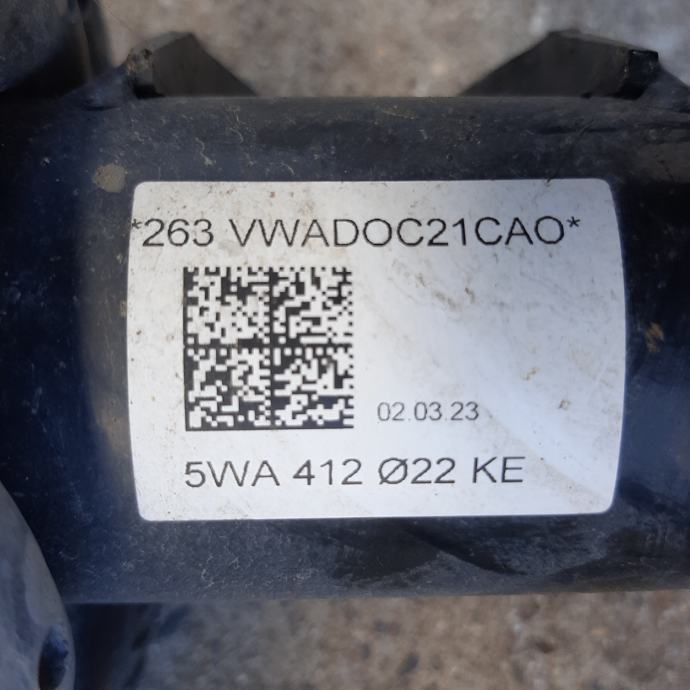 *263 VWADOC21CAO*
02.03.23
5WA 412 Ø22 KE